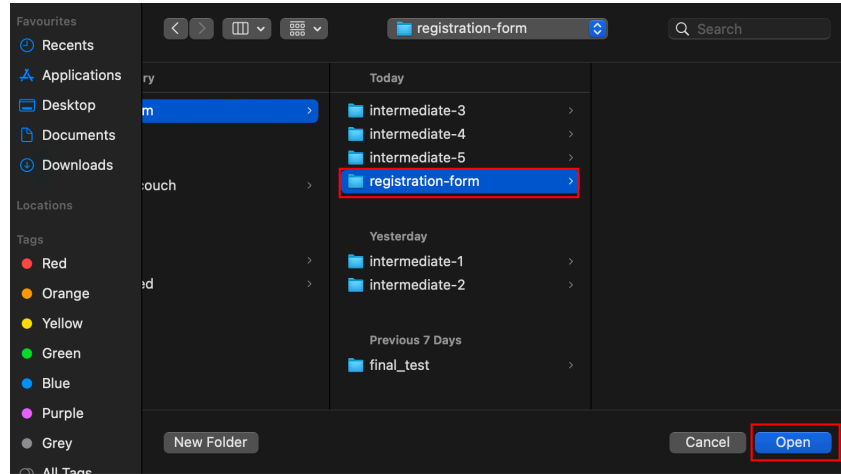 Favourites
Recents
Applications
Desktop
Documents
Downloads
Locations
Tags
Red
Orange
Yellow
Green
Blue
Purple
Grey
All Tags
registration-form
Search
ry
m
couch
ed
Today
intermediate-3
intermediate-4
intermediate-5
registration-form
Yesterday
intermediate-1
intermediate-2
Previous 7 Days
final_test
New Folder
Cancel
Open